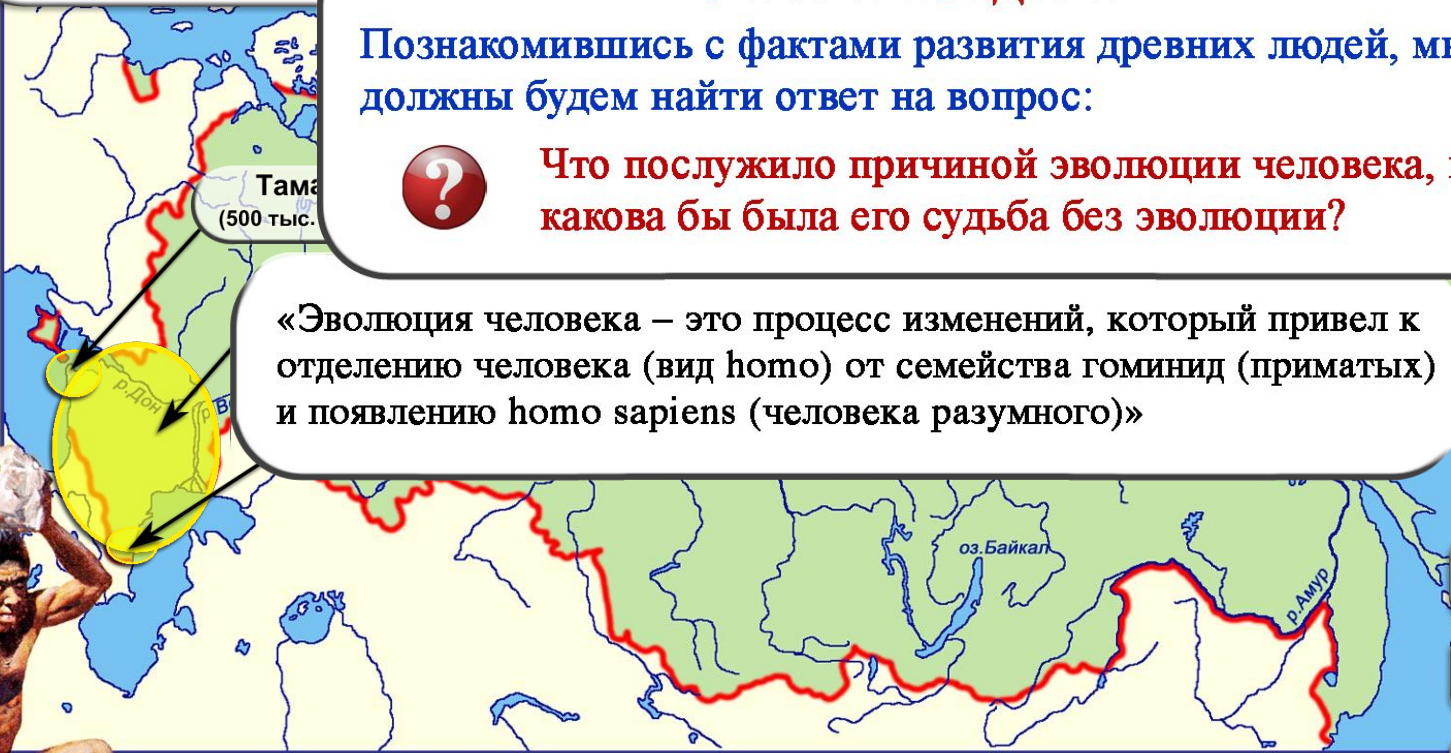 Познакомившись с фактами развития древних людей, мы
должны будем найти ответ на вопрос:
?
Что послужило причиной эволюции человека,
какова бы была его судьба без эволюции?
Тама
(500 тыс.
«Эволюция человека – это процесс изменений, который привел к
отделению человека (вид homo) от семейства гоминид (приматых)
и появлению homo sapiens (человека разумного)»
р.Дон
оз.Байкал
р.Амур